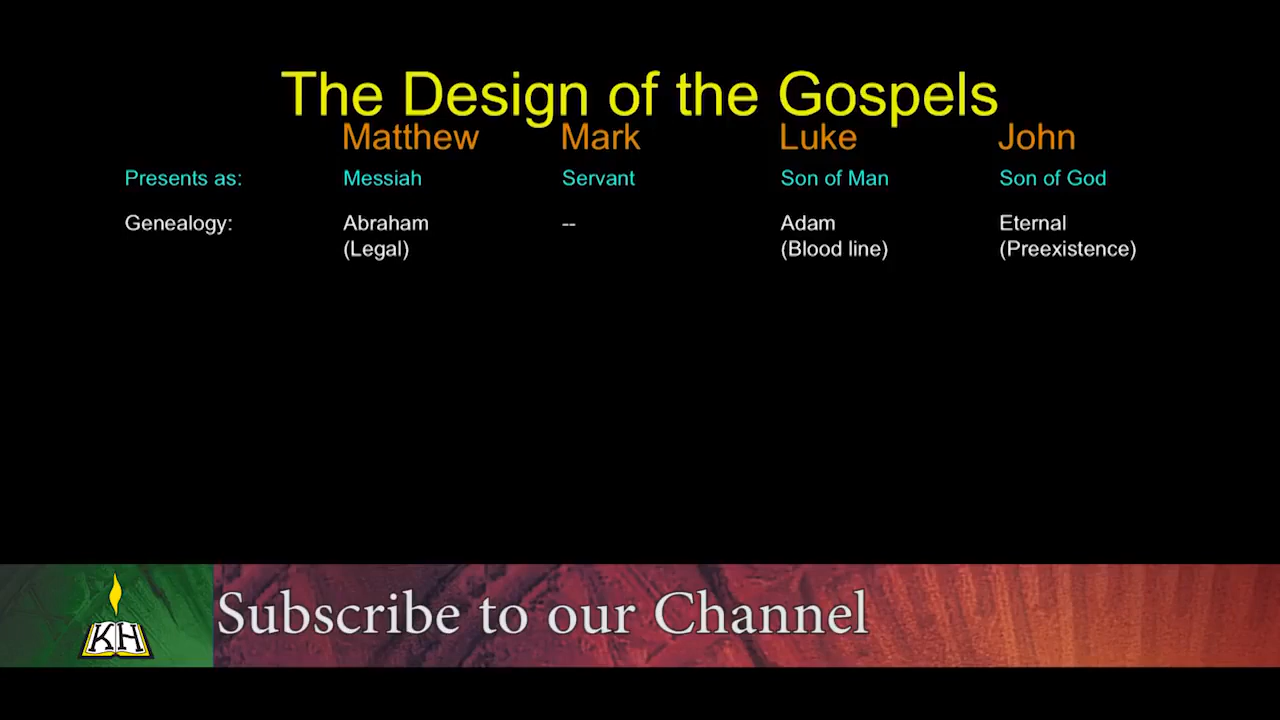 The Design of the Gospels
Matthew Mark Luke John
Presents as: Messiah Servant Son of Man Son of God
Genealogy: Abraham -- Adam Eternal
(Legal) (Blood line) (Preexistence)
Subscribe to our Channel
KH